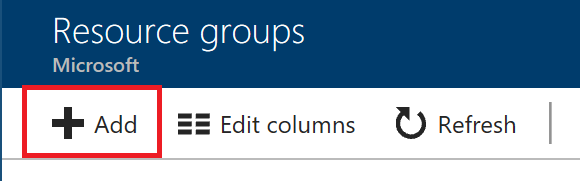 Resource groups
Microsoft
Add Edit columns Refresh